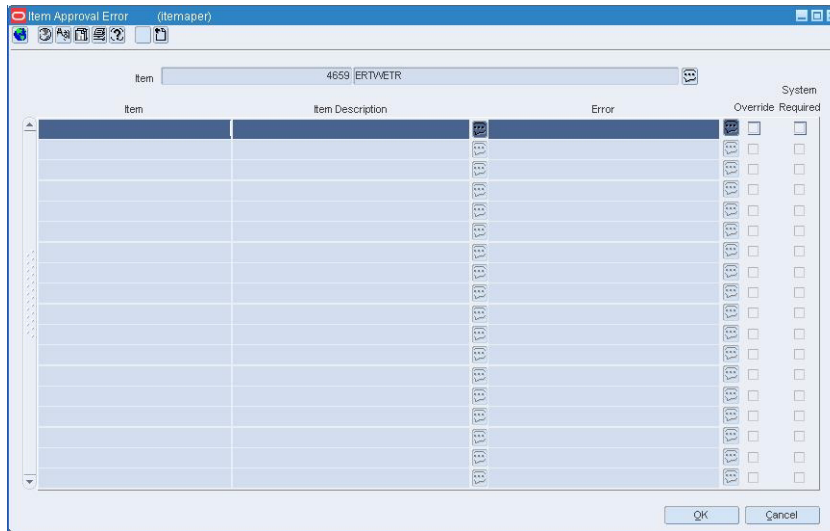 Item Approval Error (itemaper)
Item 4659 ERTWETR
System
Item Item Description Error Override Required
OK Cancel